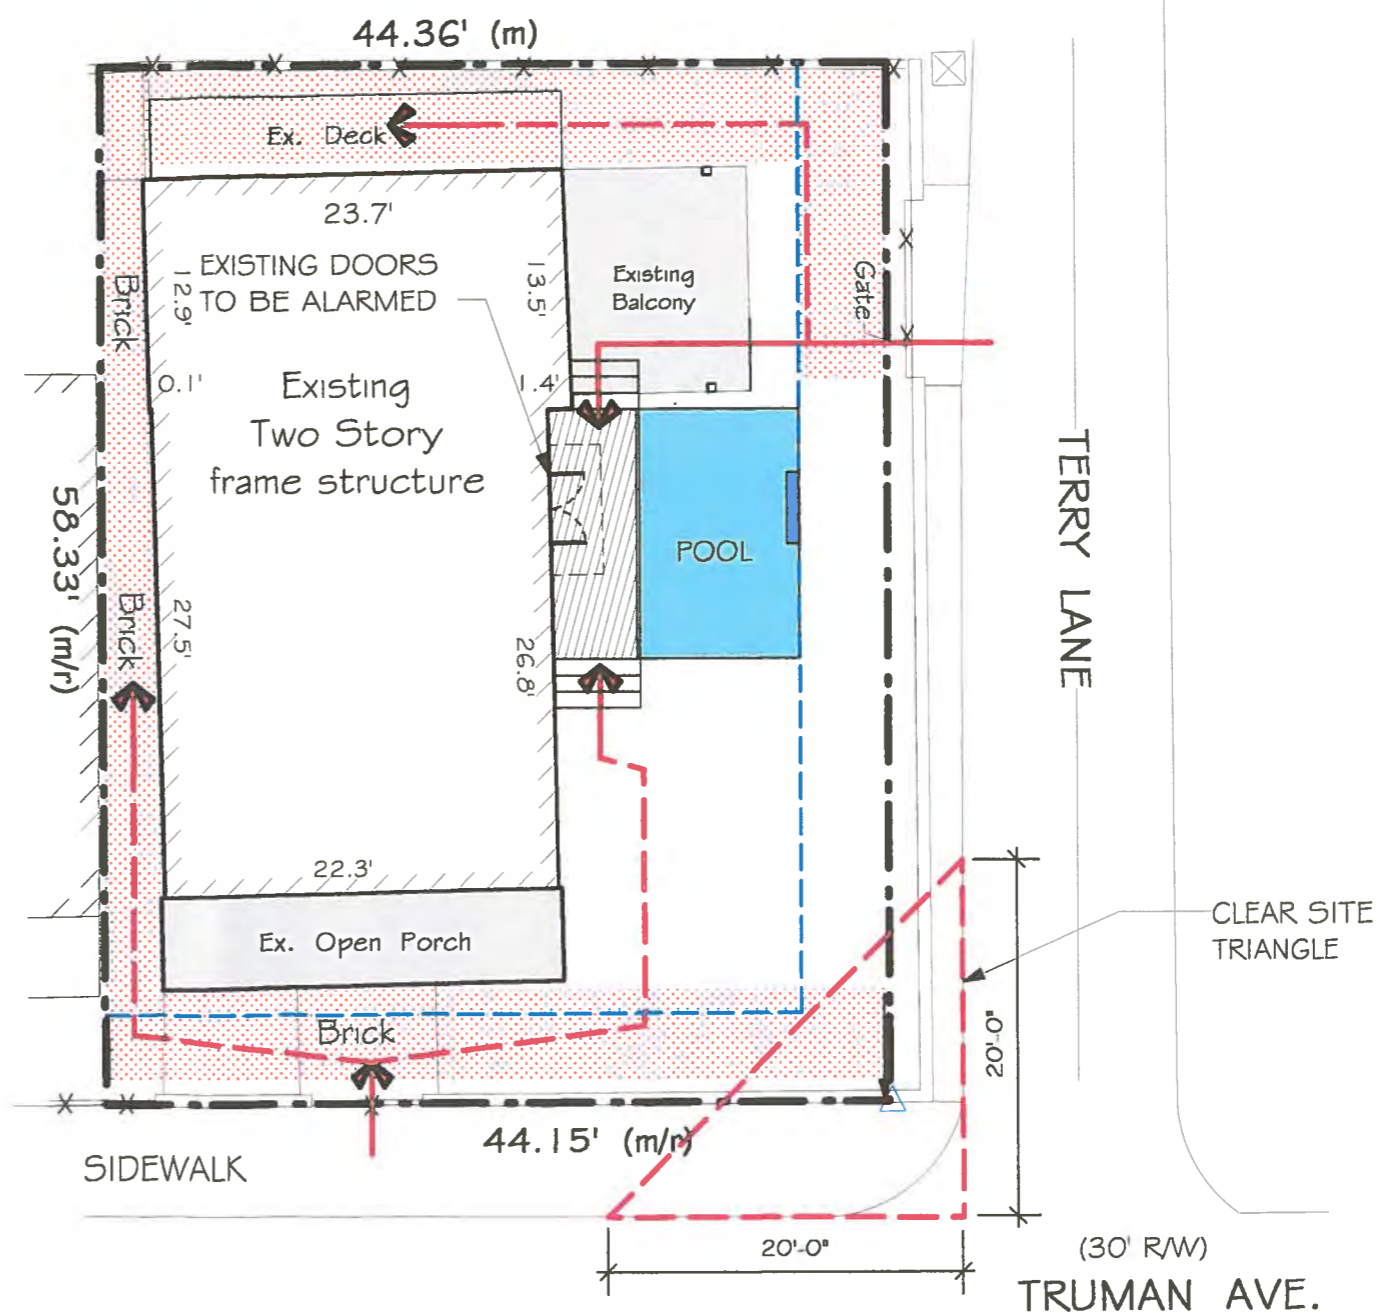 44.36' (m)
Ex. Deck
23.7'
EXISTING DOORS
TO BE ALARMED
12.9'
13.5'
Existing
Balcony
Gate
Brick
0.1'
1.4'
Existing
Two Story
frame structure
POOL
TERRY LANE
58.33' (m/r)
Brick
27.5'
26.8'
22.3'
Ex. Open Porch
CLEAR SITE
TRIANGLE
Brick
20'-0"
44.15' (m/r)
SIDEWALK
20'-0"
(30' R/W)
TRUMAN AVE.